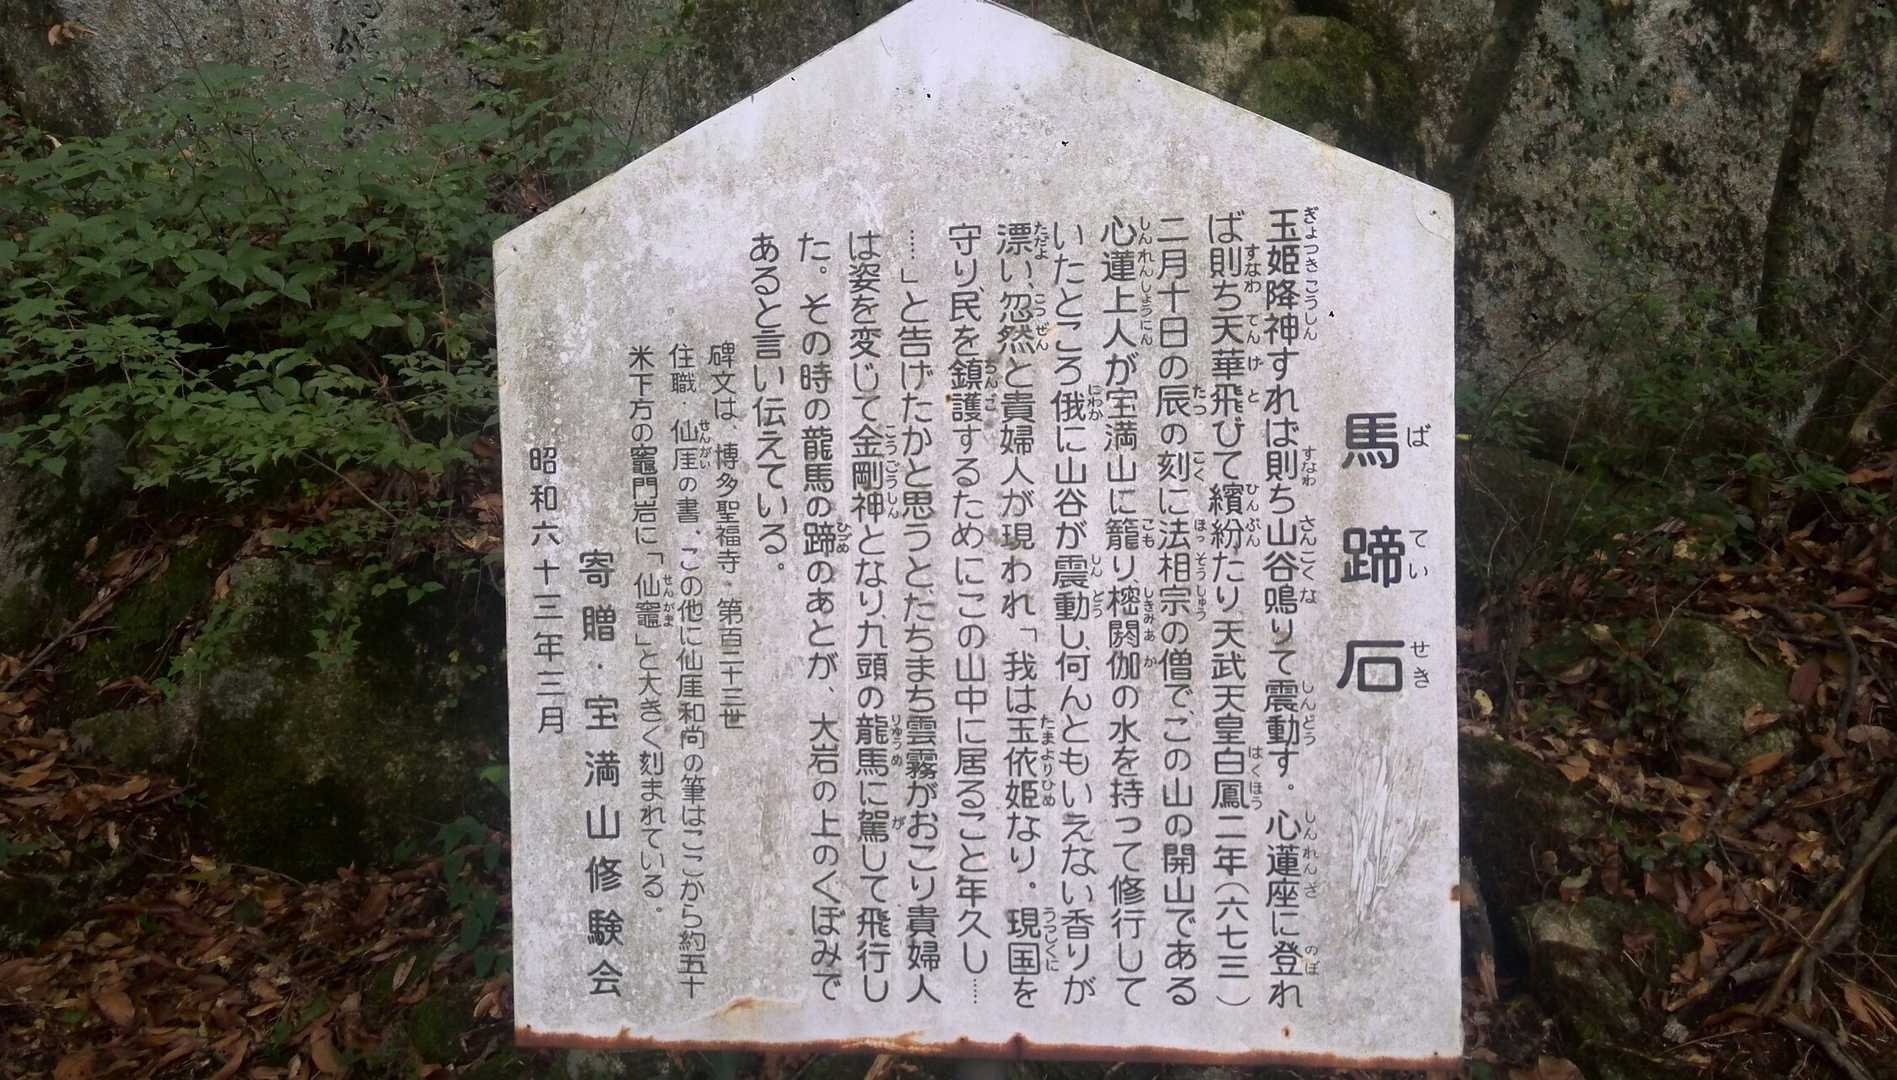 馬蹄石
玉姫降神すれば則ち山谷鳴りて震動す。心蓮座に登れ
ば則ち天華飛びて繽紛たり天武天皇白鳳二年(六七三)
二月十日の辰の刻に法相宗の僧で、この山の開山である
心蓮上人が宝満山に籠り、樒閼伽の水を持って修行して
いたところ俄に山谷が震動し、何んともいえない香りが
漂い、忽然と貴婦人が現われ「我は玉依姫なり。現国を
守り、民を鎮護するためにこの山中に居ること年久し……
……」と告げたかと思うと、たちまち雲霧がおこり貴婦人
は姿を変じて金剛神となり、九頭の龍馬に駕して飛行し
た。その時の龍馬の蹄のあとが、大岩の上のくぼみで
あると言い伝えている。
碑文は、博多聖福寺 第百二十三世
住職 仙厓の書、この他に仙厓和尚の筆はここから約五十
米下方の竈門岩に「仙竈」と大きく刻まれている。
寄贈・宝満山修験会
昭和六十三年三月